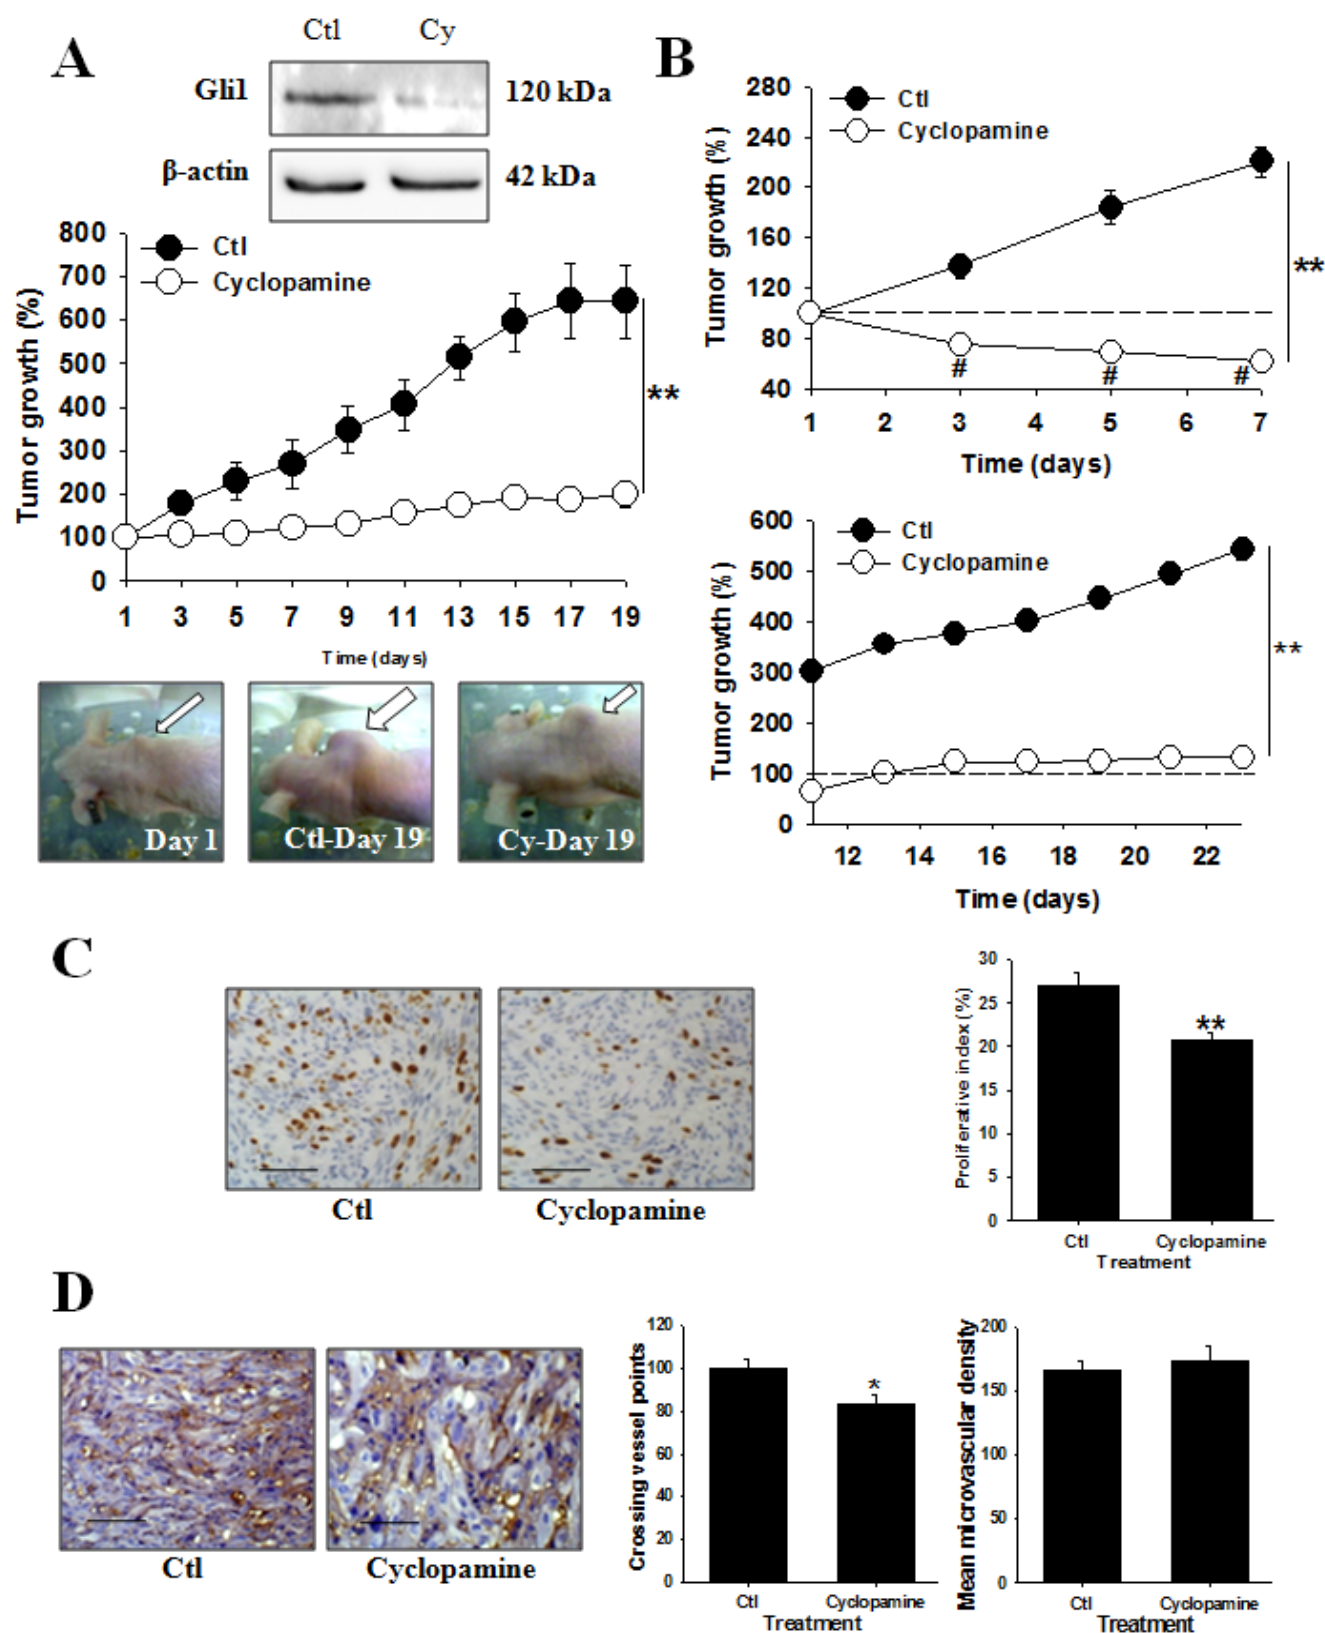 A
Ctl Cy
Gli1 120 kDa
β-actin 42 kDa
800
700
600
500
400
300
200
100
0
Tumor growth (%)
Ctl
Cyclopamine
**
1 3 5 7 9 11 13 15 17 19
Time (days)
Day 1
Ctl-Day 19
Cy-Day 19
B
280
240
200
160
120
80
40
Tumor growth (%)
Ctl
Cyclopamine
**
# # #
1 2 3 4 5 6 7
Time (days)
600
500
400
300
200
100
0
Tumor growth (%)
Ctl
Cyclopamine
**
12 14 16 18 20 22
Time (days)
C
Ctl
Cyclopamine
30
25
20
15
10
5
0
Proliferative index (%)
**
Ctl Cyclopamine
Treatment
D
Ctl
Cyclopamine
120
100
80
60
40
20
0
Crossing vessel points
*
Ctl Cyclopamine
Treatment
200
150
100
50
0
Mean microvascular density
Ctl Cyclopamine
Treatment